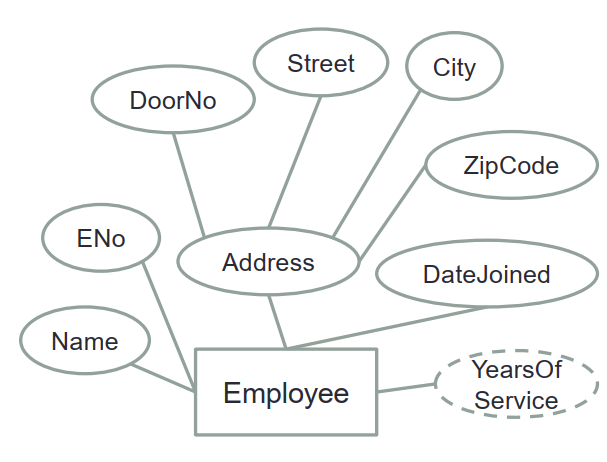 Street
City
DoorNo
ZipCode
ENo
Address
DateJoined
Name
YearsOf
Service
Employee